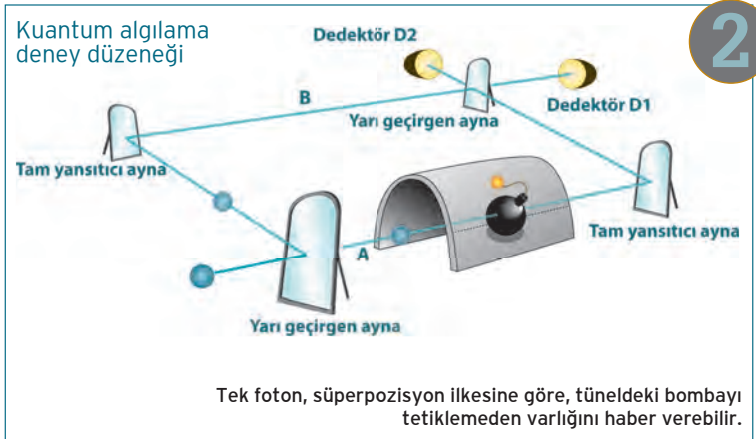 Kuantum algılama
deney düzeneği
2
Dedektör D2
B
Dedektör D1
Yarı geçirgen ayna
Tam yansıtıcı ayna
Tam yansıtıcı ayna
A
Yarı geçirgen ayna
Tek foton, süperpozisyon ilkesine göre, tüneldeki bombayı
tetiklemeden varlığını haber verebilir.